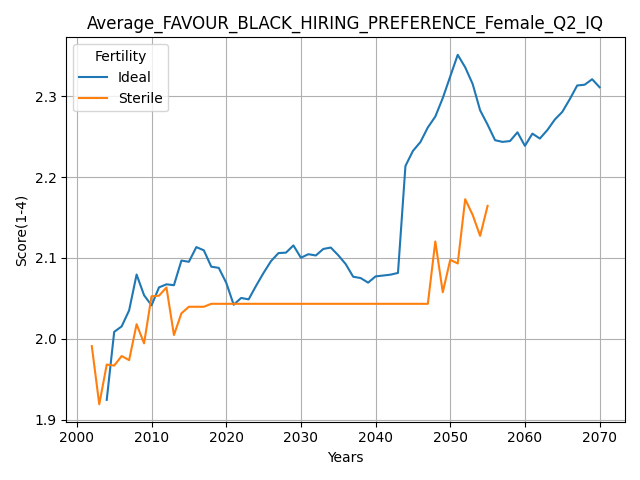 Average_FAVOUR_BLACK_HIRING_PREFERENCE_Female_Q2_IQ
Fertility
Ideal
Sterile
Score(1-4)
2.3
2.2
2.1
2.0
1.9
2000 2010 2020 2030 2040 2050 2060 2070
Years